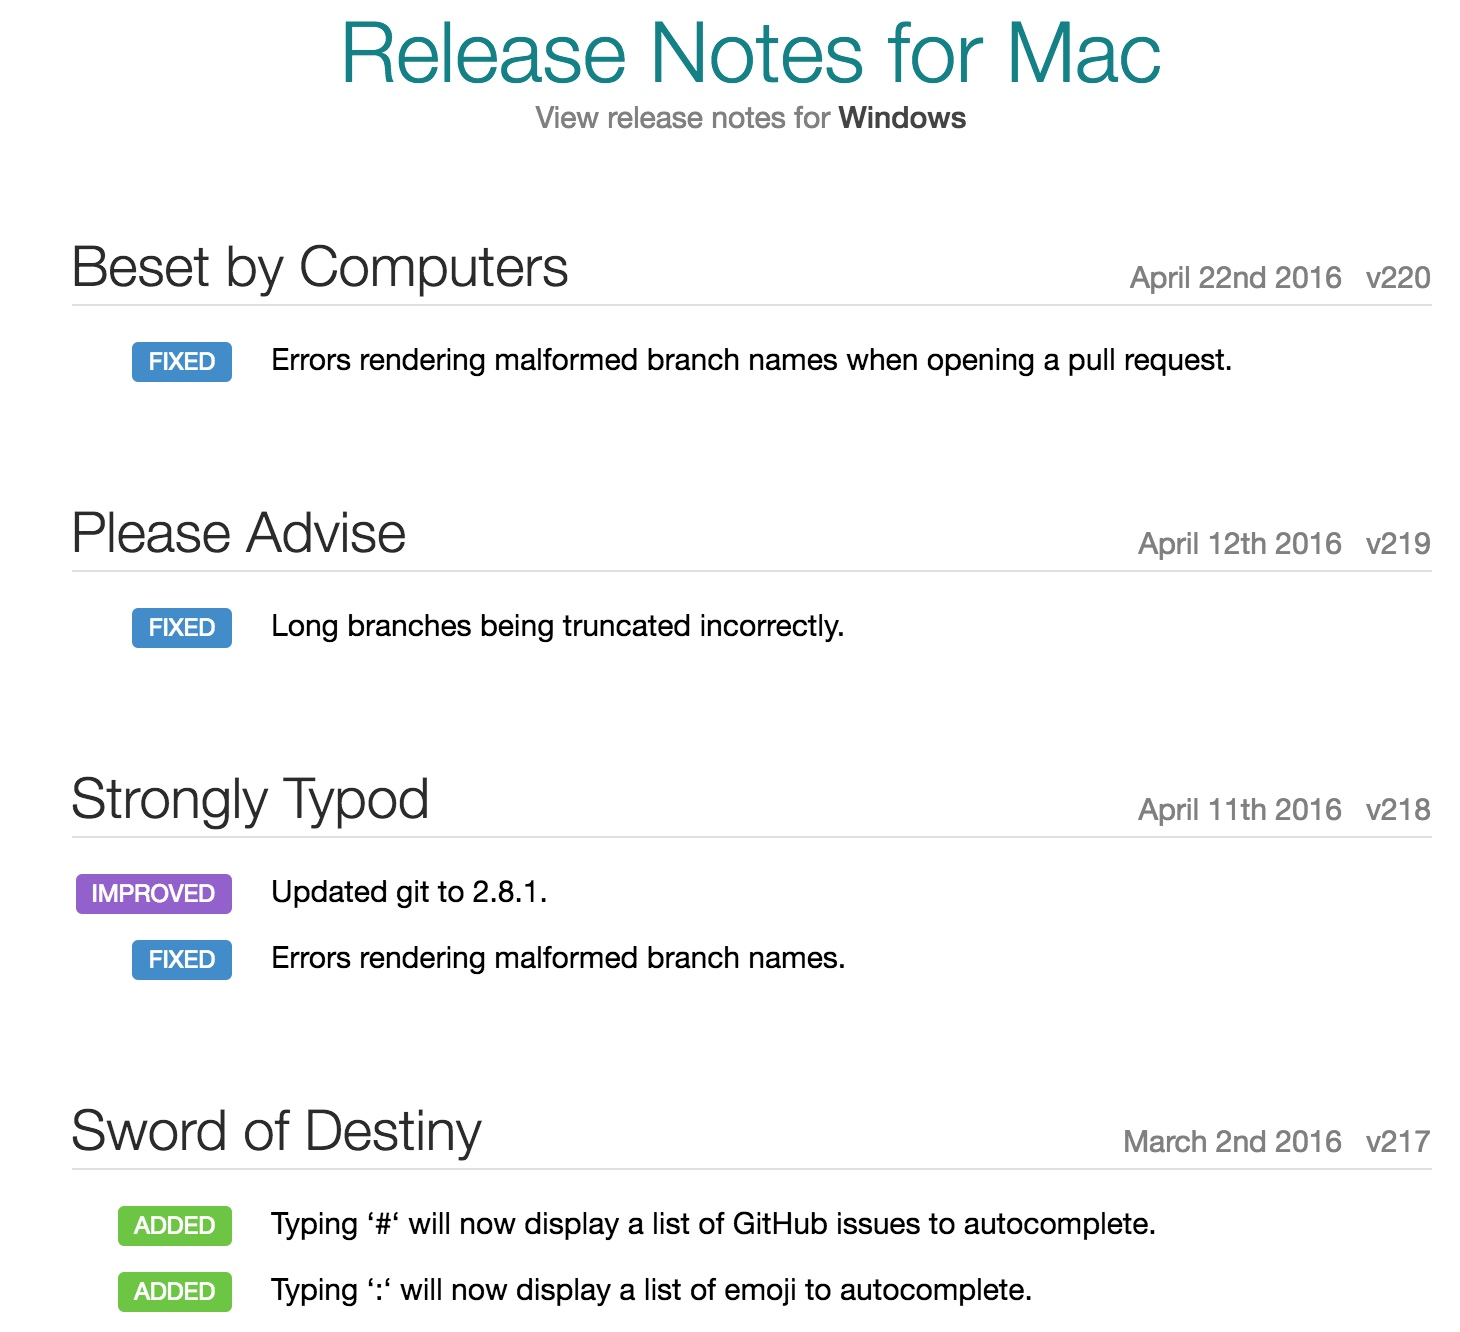 Release Notes for Mac
View release notes for Windows
Beset by Computers
April 22nd 2016 v220
FIXED Errors rendering malformed branch names when opening a pull request.
Please Advise
April 12th 2016 v219
FIXED Long branches being truncated incorrectly.
Strongly Typod
April 11th 2016 v218
IMPROVED Updated git to 2.8.1.
FIXED Errors rendering malformed branch names.
Sword of Destiny
March 2nd 2016 v217
ADDED Typing ‘#‘ will now display a list of GitHub issues to autocomplete.
ADDED Typing ‘:‘ will now display a list of emoji to autocomplete.